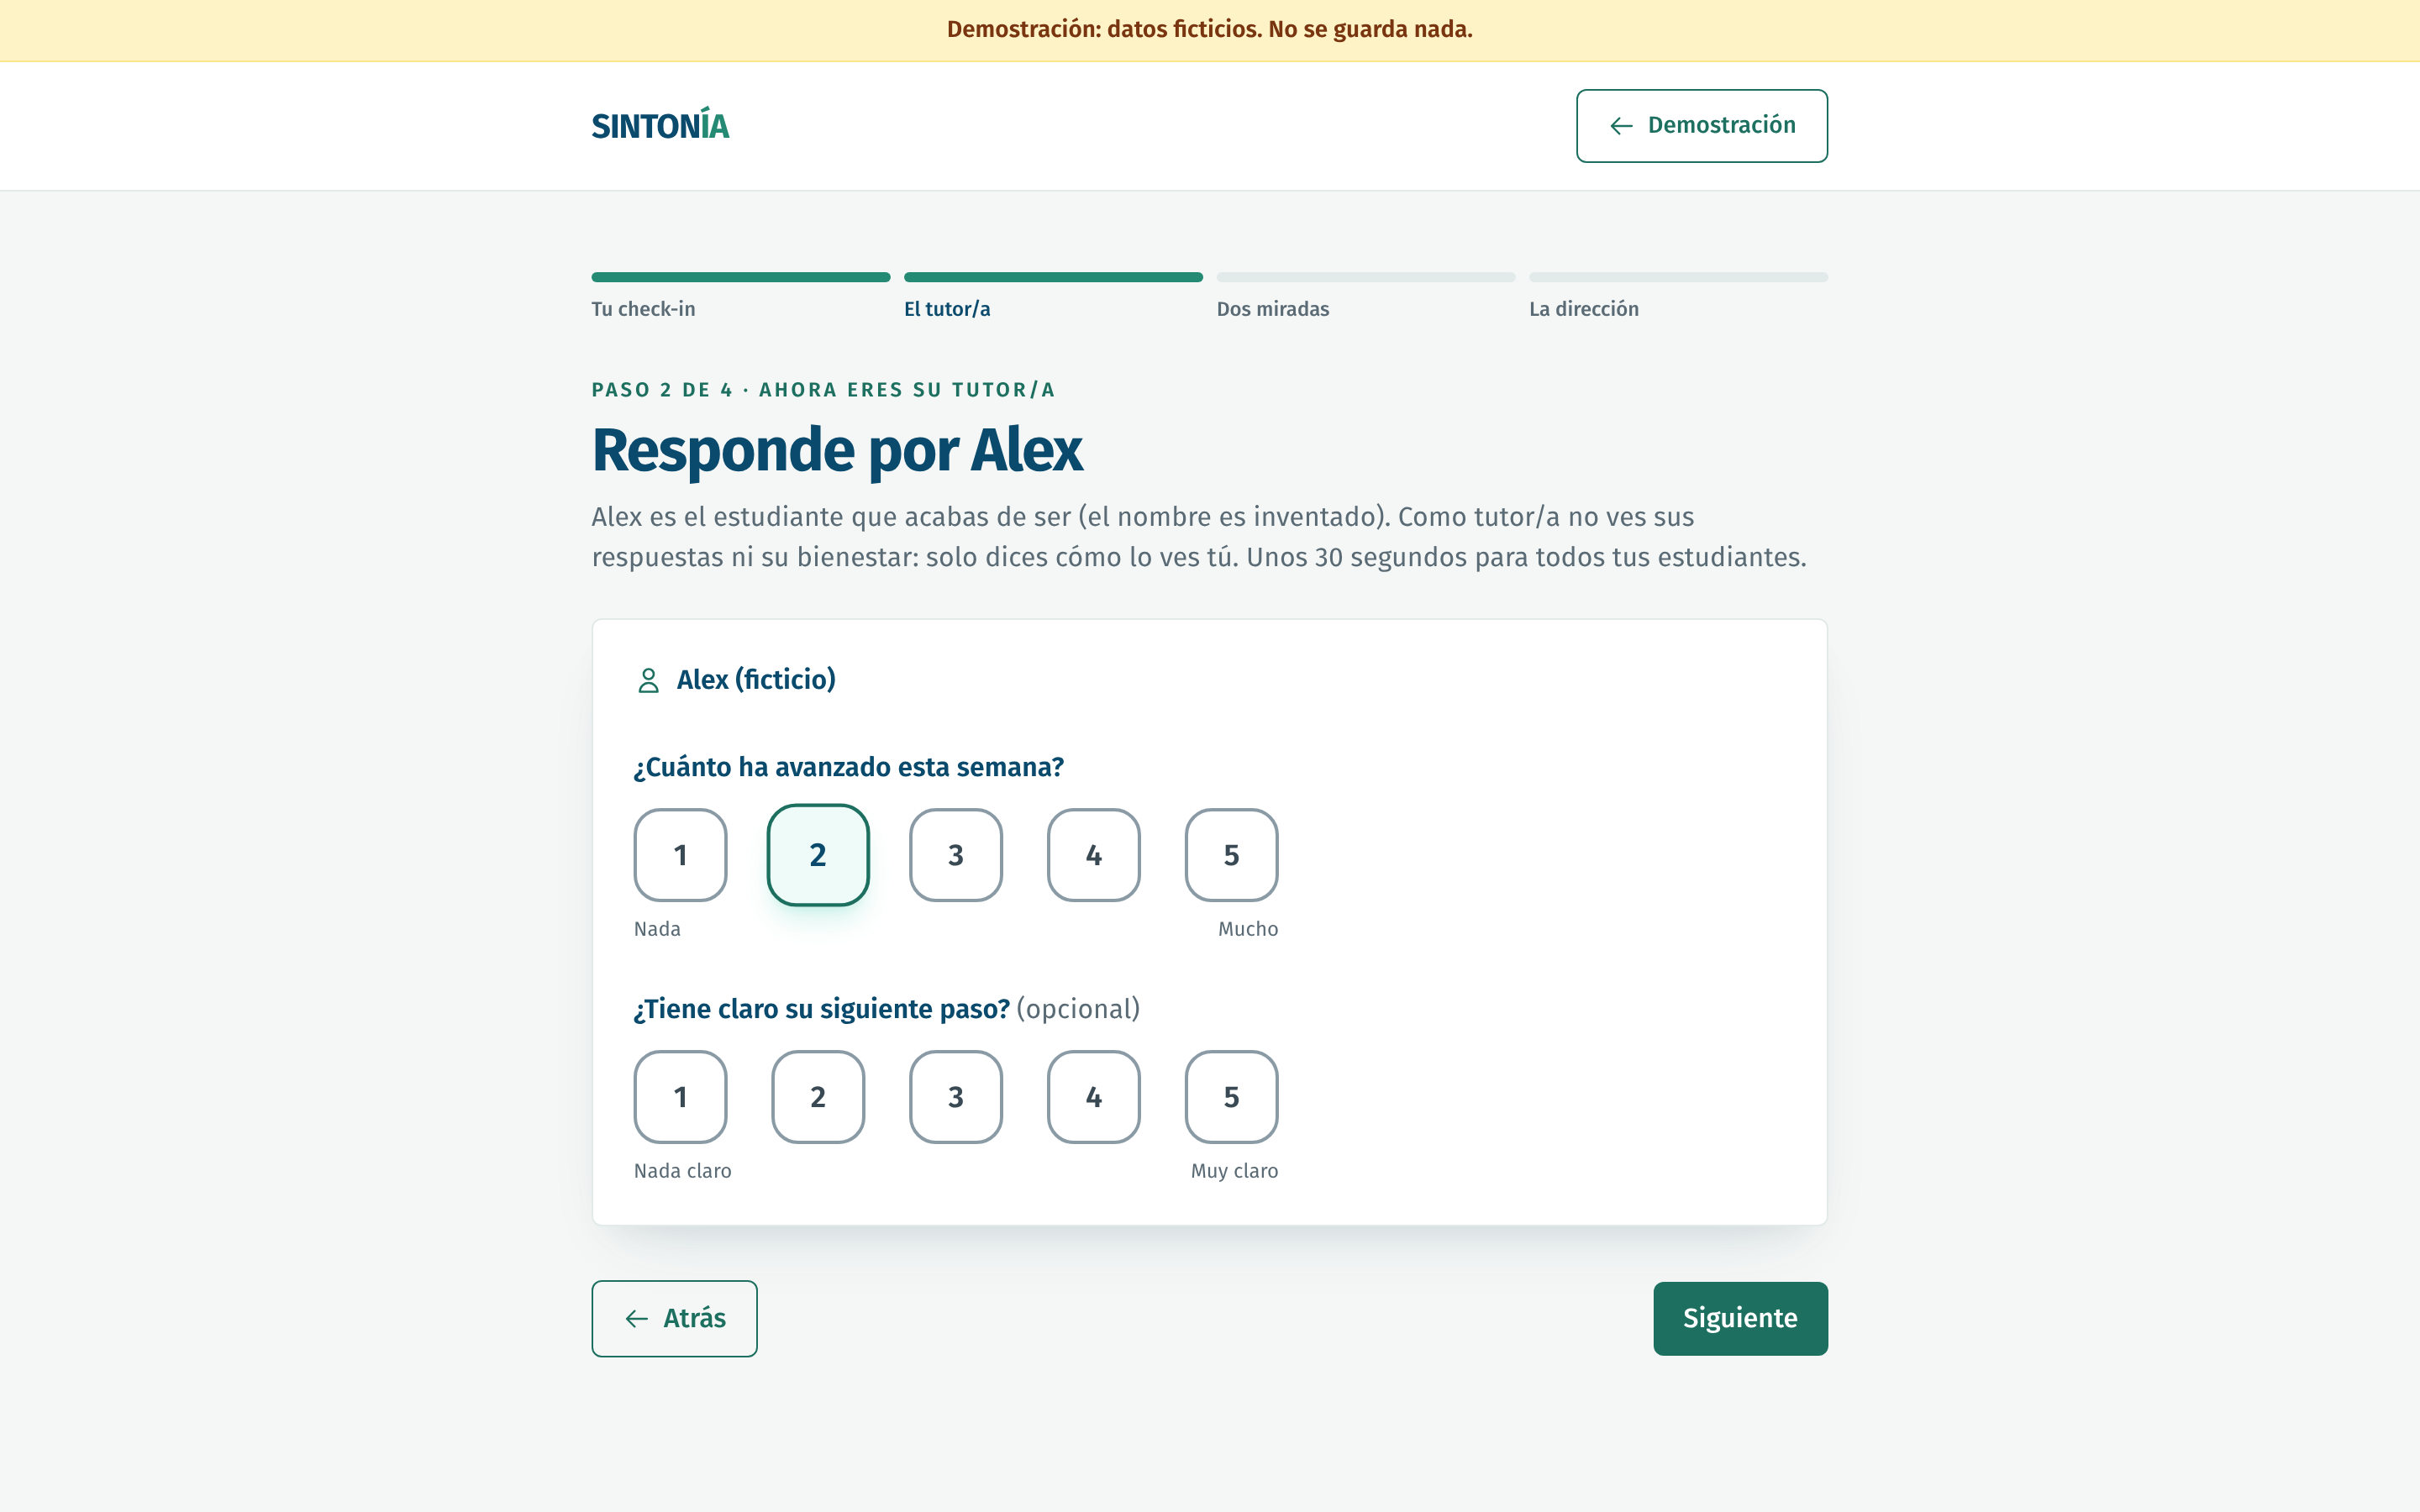 Demostración: datos ficticios. No se guarda nada.
SINTONÍA
← Demostración
Tu check-in
El tutor/a
Dos miradas
La dirección
PASO 2 DE 4 · AHORA ERES SU TUTOR/A
Responde por Alex
Alex es el estudiante que acabas de ser (el nombre es inventado). Como tutor/a no ves sus
respuestas ni su bienestar: solo dices cómo lo ves tú. Unos 30 segundos para todos tus estudiantes.
Alex (ficticio)
¿Cuánto ha avanzado esta semana?
1 2 3 4 5
Nada Mucho
¿Tiene claro su siguiente paso? (opcional)
1 2 3 4 5
Nada claro Muy claro
← Atrás
Siguiente